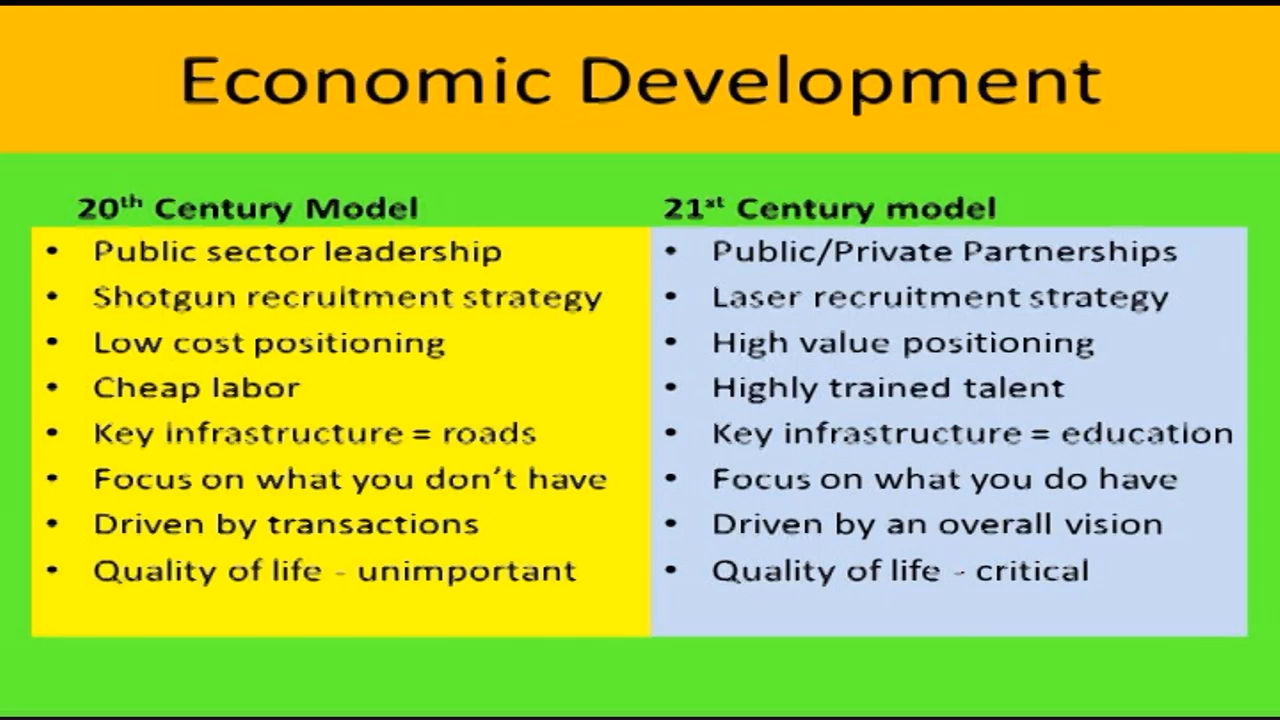 Economic Development
20th Century Model
• Public sector leadership
• Shotgun recruitment strategy
• Low cost positioning
• Cheap labor
• Key infrastructure = roads
• Focus on what you don't have
• Driven by transactions
• Quality of life - unimportant
21st Century model
• Public/Private Partnerships
• Laser recruitment strategy
• High value positioning
• Highly trained talent
• Key infrastructure = education
• Focus on what you do have
• Driven by an overall vision
• Quality of life - critical